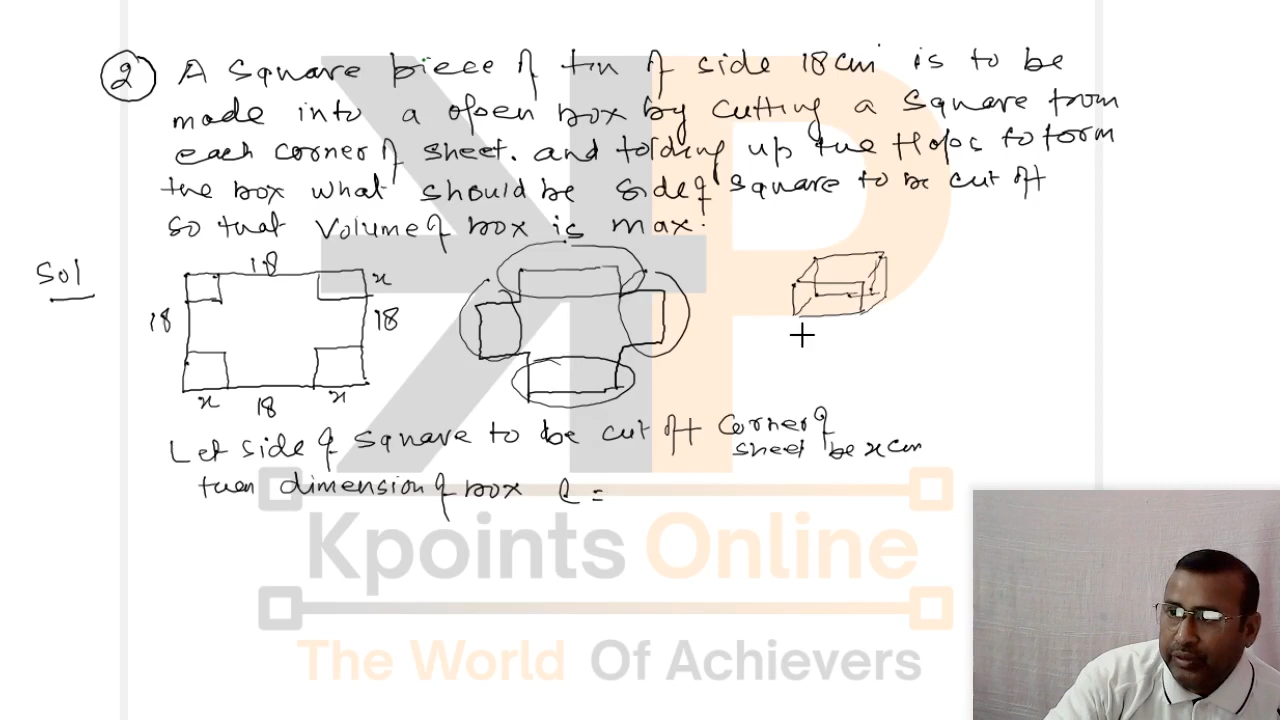 2 A square piece of tin of side 18cm is to be
made into a open box by cutting a square from
each corner of sheet. and folding up the flaps to form
the box what should be side of square to be cut off
so that volume of box is max.
Sol
18
x
18
18
x
18
x
Let side of square to be cut off corner of
sheet be x cm
then dimension of box l =
Kpoints Online
The World Of Achievers